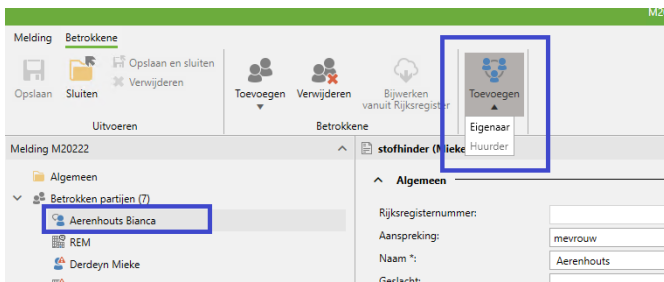 M20
Melding Betrokkene
Opslaan
Sluiten
Opslaan en sluiten
Verwijderen
Uitvoeren
Toevoegen
Verwijderen
Bijwerken
vanuit Rijksregister
Betrokkene
Toevoegen
Eigenaar
Huurder
Melding M20222
Algemeen
Betrokken partijen (7)
Aerenhouts Bianca
REM
Derdeyn Mieke
stofhinder (Mieke
Algemeen
Rijksregisternummer:
Aanspreking: mevrouw
Naam *: Aerenhouts
Geslacht: